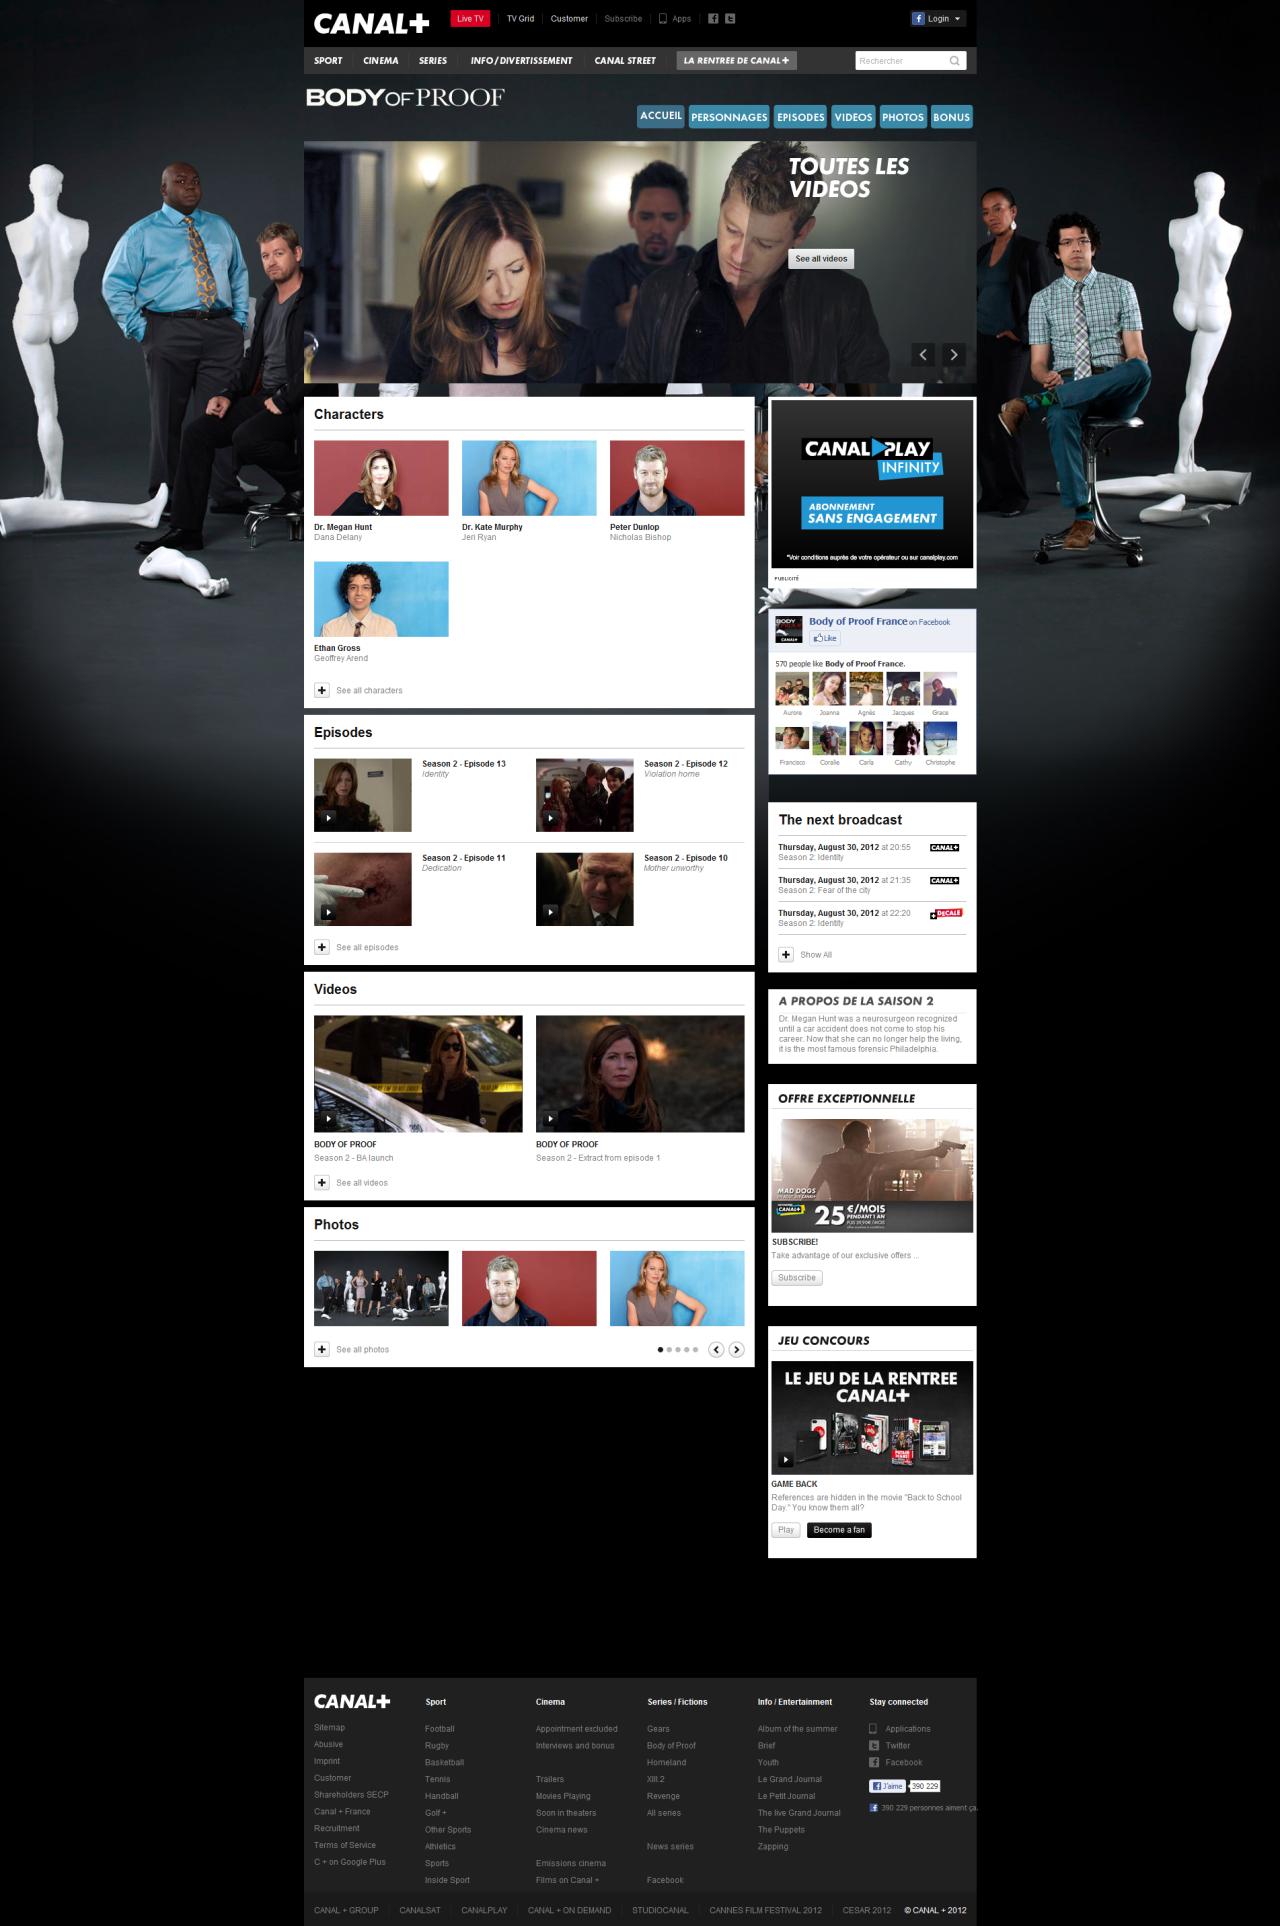 CANAL+
Live TV
TV Grid
Customer
Subscribe
Apps
Login
SPORT
CINEMA
SERIES
INFO/DIVERTISSEMENT
CANAL STREET
LA RENTREE DE CANAL+
Rechercher
BODY OF PROOF
ACCUEIL
PERSONNAGES
EPISODES
VIDEOS
PHOTOS
BONUS
TOUTES LES
VIDEOS
See all videos
Characters
Dr. Megan Hunt
Dana Delany
Dr. Kate Murphy
Jeri Ryan
Peter Dunlop
Nicholas Bishop
Ethan Gross
Geoffrey Arend
See all characters
Episodes
Season 2 - Episode 13
Identity
Season 2 - Episode 12
Violation home
Season 2 - Episode 11
Dedication
Season 2 - Episode 10
Mother unworthy
See all episodes
Videos
BODY OF PROOF
Season 2 - BA launch
BODY OF PROOF
Season 2 - Extract from episode 1
See all videos
Photos
See all photos
CANAL PLAY
INFINITY
ABONNEMENT
SANS ENGAGEMENT
*Voir conditions auprès de votre opérateur ou sur canalplay.com
PUBLICITÉ
BODY
CANAL+
Body of Proof France on Facebook
Like
570 people like Body of Proof France.
Aurore
Joanna
Agnès
Jacques
Grace
Francisco
Coralie
Carla
Cathy
Christophe
The next broadcast
Thursday, August 30, 2012 at 20:55
CANAL+
Season 2: Identity
Thursday, August 30, 2012 at 21:35
CANAL+
Season 2: Fear of the city
Thursday, August 30, 2012 at 22:20
+DECALE
Season 2: Identity
Show All
A PROPOS DE LA SAISON 2
Dr. Megan Hunt was a neurosurgeon recognized
until a car accident does not come to stop his
career. Now that she can no longer help the living,
it is the most famous forensic Philadelphia.
OFFRE EXCEPTIONNELLE
MAD DOGS
CANAL+
25 €/MOIS
PENDANT 1 AN
SUBSCRIBE!
Take advantage of our exclusive offers ...
Subscribe
JEU CONCOURS
LE JEU DE LA RENTREE
CANAL+
GAME BACK
References are hidden in the movie "Back to School
Day." You know them all?
Play
Become a fan
CANAL+
Sitemap
Abusive
Imprint
Customer
Shareholders SECP
Canal + France
Recruitment
Terms of Service
C + on Google Plus
Sport
Football
Rugby
Basketball
Tennis
Handball
Golf +
Other Sports
Athletics
Sports
Inside Sport
Cinema
Appointment excluded
Interviews and bonus
Trailers
Movies Playing
Soon in theaters
Cinema news
Emissions cinema
Films on Canal +
Series / Fictions
Gears
Body of Proof
Homeland
XIII.2
Revenge
All series
News series
Facebook
Info / Entertainment
Album of the summer
Brief
Youth
Le Grand Journal
Le Petit Journal
The live Grand Journal
The Puppets
Zapping
Stay connected
Applications
Twitter
Facebook
J'aime
390 229
390 229 personnes aiment ça.
CANAL + GROUP
CANALSAT
CANALPLAY
CANAL + ON DEMAND
STUDIOCANAL
CANNES FILM FESTIVAL 2012
CESAR 2012
© CANAL + 2012